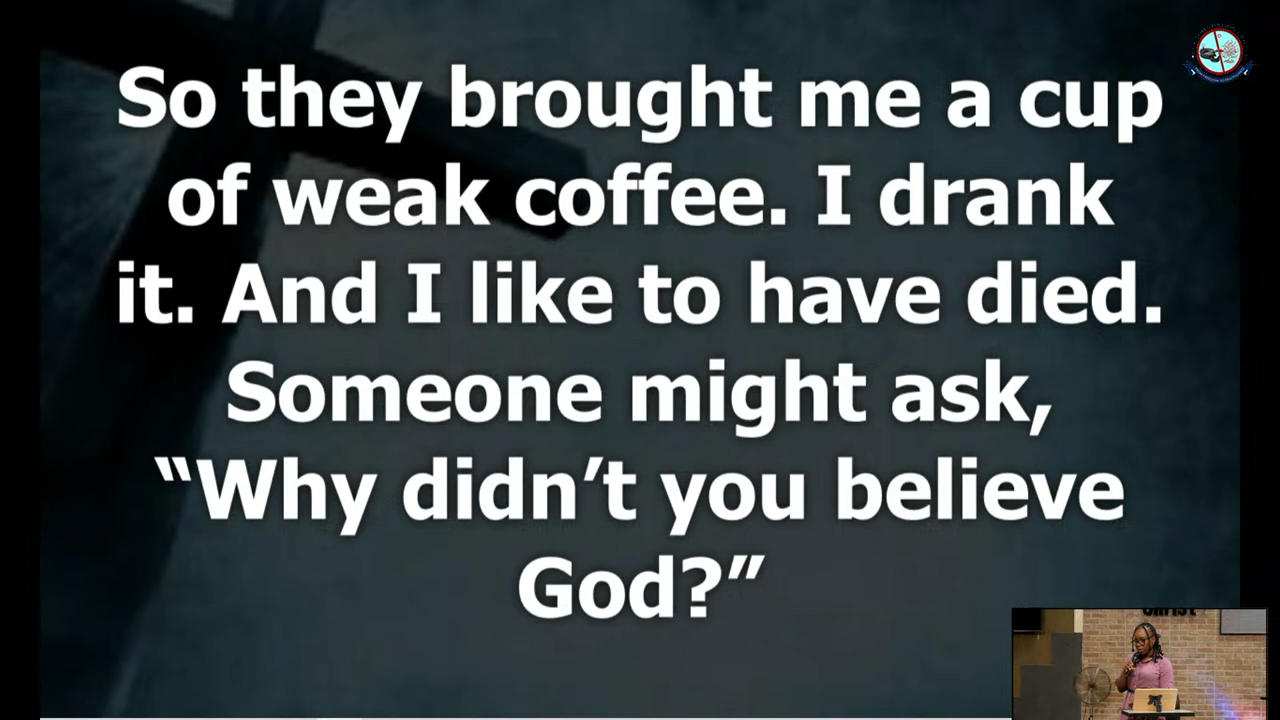 So they brought me a cup
of weak coffee. I drank
it. And I like to have died.
Someone might ask,
“Why didn’t you believe
God?”